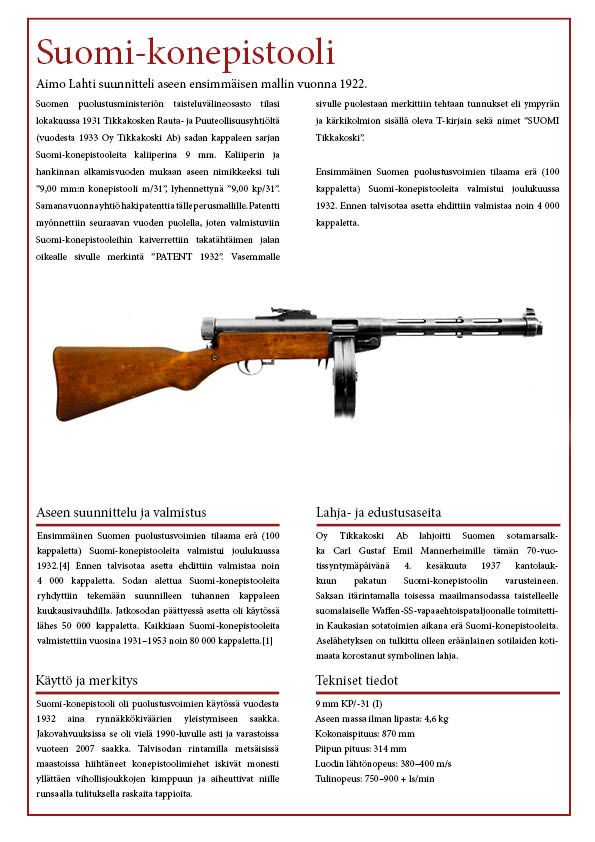 Suomi-konepistooli
Aimo Lahti suunnitteli aseen ensimmäisen mallin vuonna 1922.
Suomen puolustusministeriön taisteluvälineosasto tilasi
lokakuussa 1931 Tikkakosken Rauta- ja Puuteollisuusyhtiöltä
(vuodesta 1933 Oy Tikkakoski Ab) sadan kappaleen sarjan
Suomi-konepistooleita kaliiperina 9 mm. Kaliiperin ja
hankinnan alkamisvuoden mukaan aseen nimikkeeksi tuli
”9,00 mm:n konepistooli m/31”, lyhennettynä ”9,00 kp/31”.
Samana vuonna yhtiö haki patenttia tälle perusmallille. Patentti
myönnettiin seuraavan vuoden puolella, joten valmistuviin
Suomi-konepistooleihin kaiverrettiin takatähtäimen jalan
oikealle sivulle merkintä ”PATENT 1932”. Vasemmalle
sivulle puolestaan merkittiin tehtaan tunnukset eli ympyrän
ja kärkikolmion sisällä oleva T-kirjain sekä nimet ”SUOMI
Tikkakoski”.
Ensimmäinen Suomen puolustusvoimien tilaama erä (100
kappaletta) Suomi-konepistooleita valmistui joulukuussa
1932. Ennen talvisotaa asetta ehdittiin valmistaa noin 4 000
kappaletta.
Aseen suunnittelu ja valmistus
Ensimmäinen Suomen puolustusvoimien tilaama erä (100
kappaletta) Suomi-konepistooleita valmistui joulukuussa
1932.[4] Ennen talvisotaa asetta ehdittiin valmistaa noin
4 000 kappaletta. Sodan alettua Suomi-konepistooleita
ryhdyttiin tekemään suunnilleen tuhannen kappaleen
kuukausivauhdilla. Jatkosodan päättyessä asetta oli käytössä
lähes 50 000 kappaletta. Kaikkiaan Suomi-konepistooleita
valmistettiin vuosina 1931–1953 noin 80 000 kappaletta.[1]
Lahja- ja edustusaseita
Oy Tikkakoski Ab lahjoitti Suomen sotamarsalk-
ka Carl Gustaf Emil Mannerheimille tämän 70-vuo-
tissyntymäpäivänä 4. kesäkuuta 1937 kantolauk-
kuun pakatun Suomi-konepistoolin varusteineen.
Saksan itärintamalla toisessa maailmansodassa taistelleelle
suomalaiselle Waffen-SS-vapaaehtoispataljoonalle toimitetti-
in Kaukasian sotatoimien aikana erä Suomi-konepistooleita.
Aselähetyksen on tulkittu olleen eräänlainen sotilaiden koti-
maata korostanut symbolinen lahja.
Käyttö ja merkitys
Suomi-konepistooli oli puolustusvoimien käytössä vuodesta
1932 aina rynnäkkökiväärien yleistymiseen saakka.
Jakovahvuuksissa se oli vielä 1990-luvulle asti ja varastoissa
vuoteen 2007 saakka. Talvisodan rintamilla metsäisissä
maastoissa hiihtäneet konepistoolimiehet iskivät monesti
yllättäen vihollisjoukkojen kimppuun ja aiheuttivat niille
runsaalla tulituksella raskaita tappioita.
Tekniset tiedot
9 mm KP/-31 (I)
Aseen massa ilman lipasta: 4,6 kg
Kokonaispituus: 870 mm
Piipun pituus: 314 mm
Luodin lähtönopeus: 380–400 m/s
Tulinopeus: 750–900 + ls/min